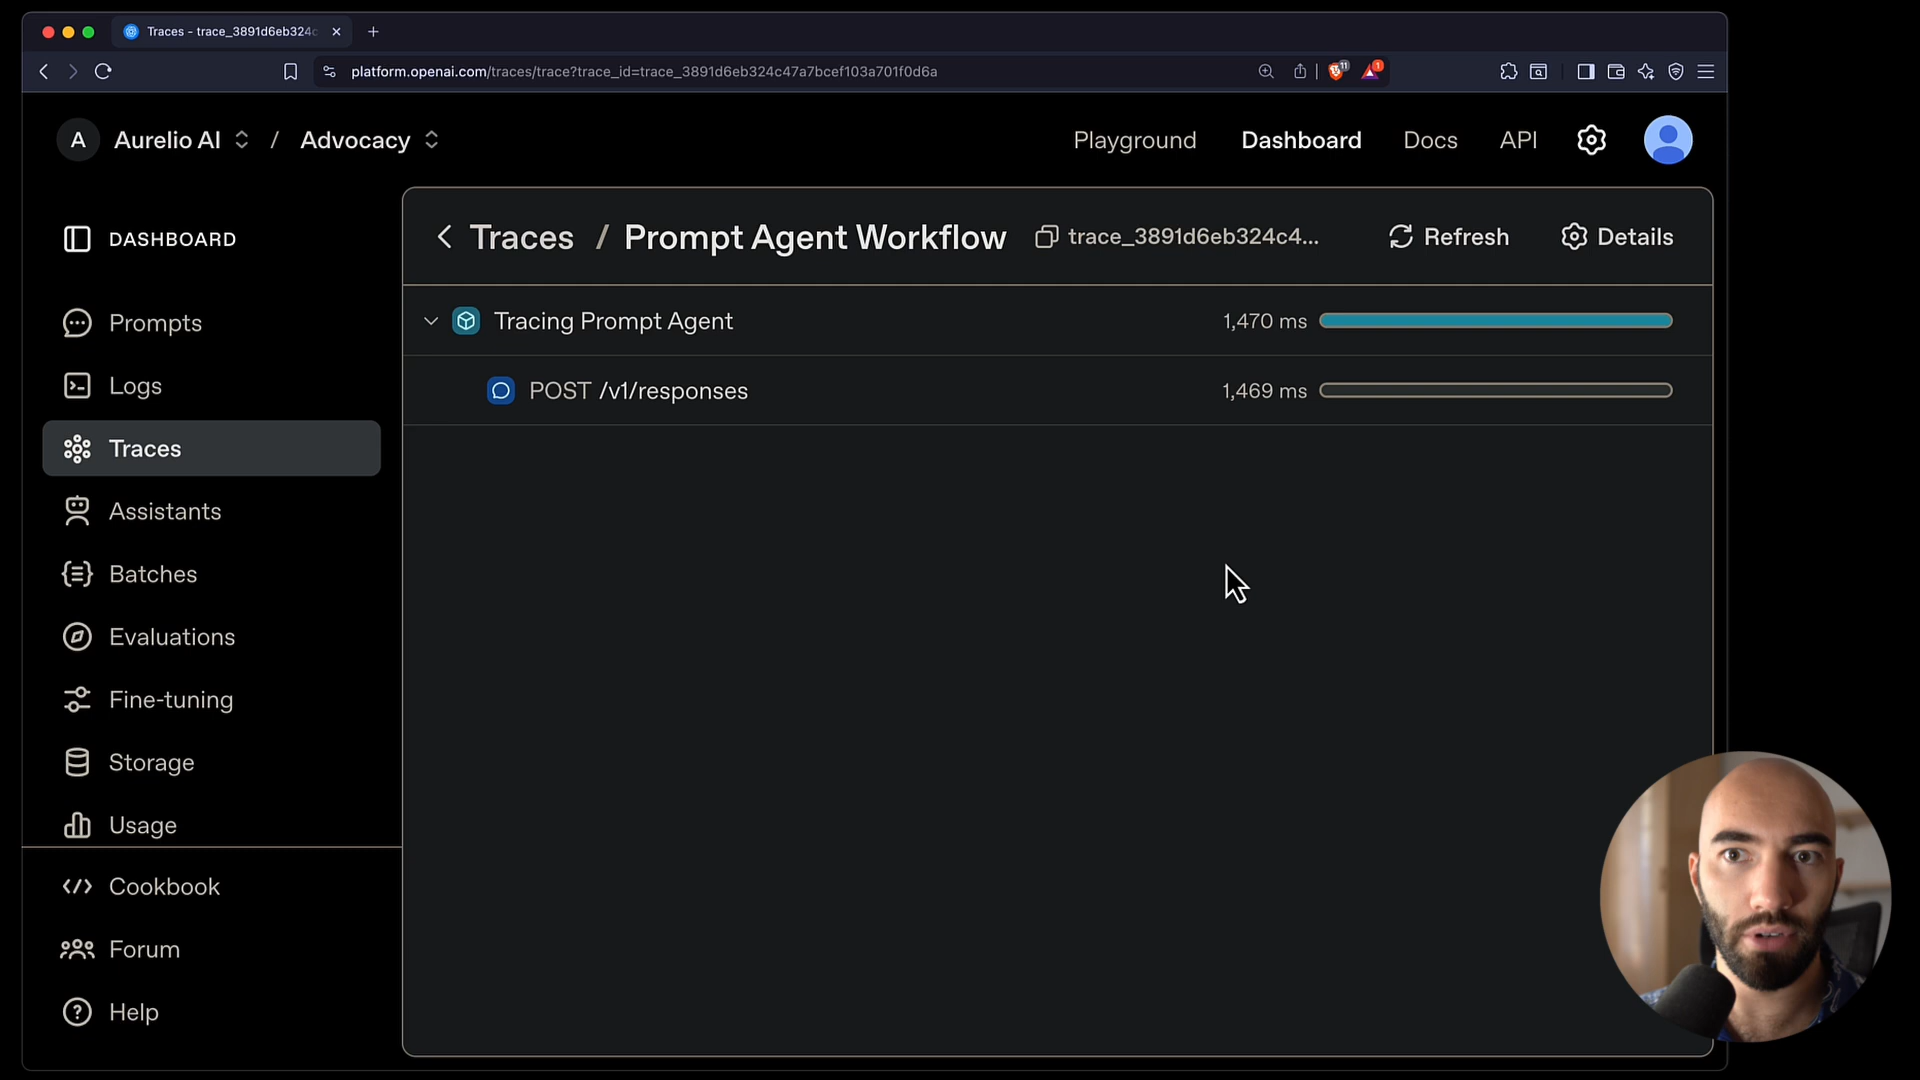 Traces - trace_3891d6eb324c
platform.openai.com/traces/trace?trace_id=trace_3891d6eb324c47a7bcef103a701f0d6a
11
1
A Aurelio AI / Advocacy
Playground Dashboard Docs API
DASHBOARD
Prompts
Logs
Traces
Assistants
Batches
Evaluations
Fine-tuning
Storage
Usage
Cookbook
Forum
Help
Traces / Prompt Agent Workflow trace_3891d6eb324c4... Refresh Details
Tracing Prompt Agent 1,470 ms
POST /v1/responses 1,469 ms